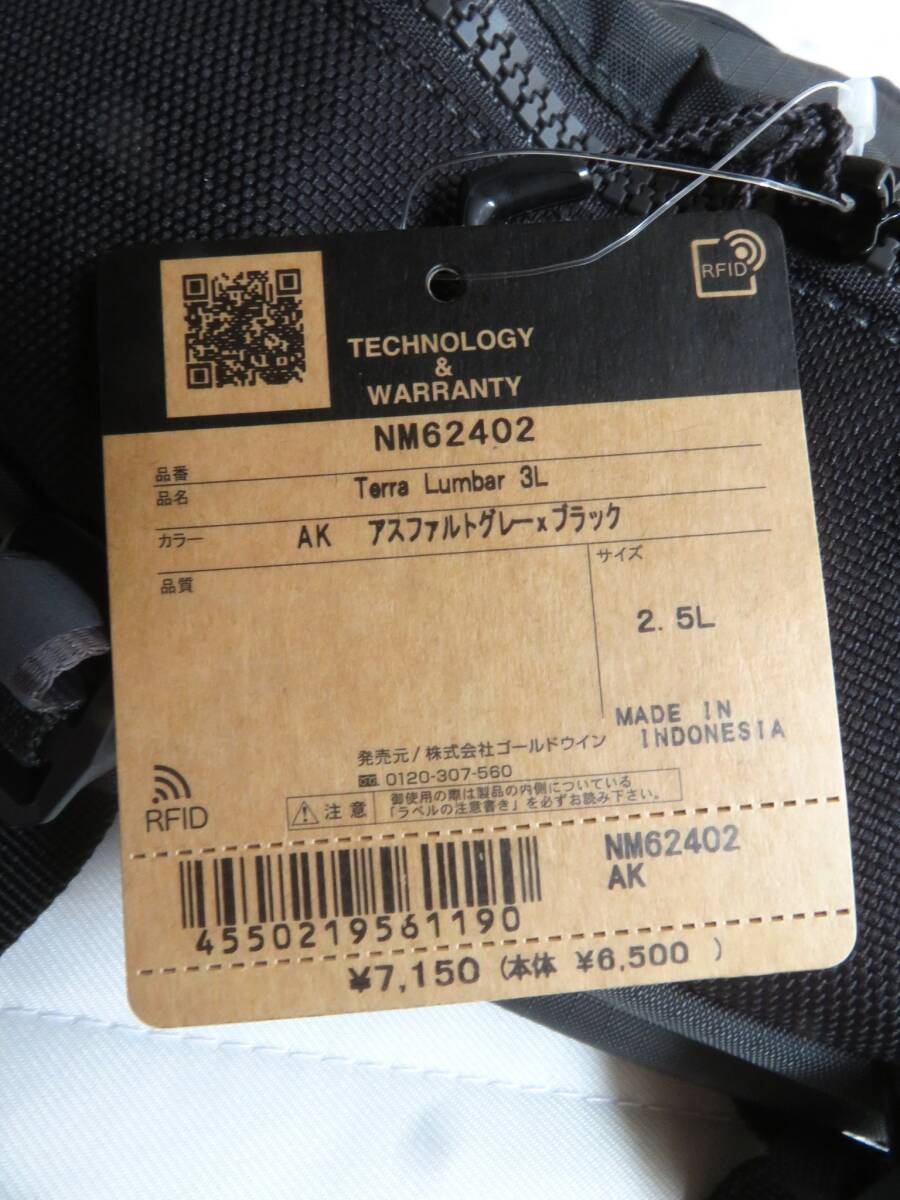 RFID
TECHNOLOGY
&
WARRANTY
品番 NM62402
品名 Terra Lumbar 3L
カラー AK アスファルトグレーxブラック
品質
サイズ
2.5L
MADE IN
INDONESIA
発売元/株式会社ゴールドウイン
0120-307-560
RFID
注意
御使用の際は製品の内側についている
「ラベルの注意書き」を必ずお読み下さい。
NM62402
AK
4550219561190
¥7,150 (本体 ¥6,500 )